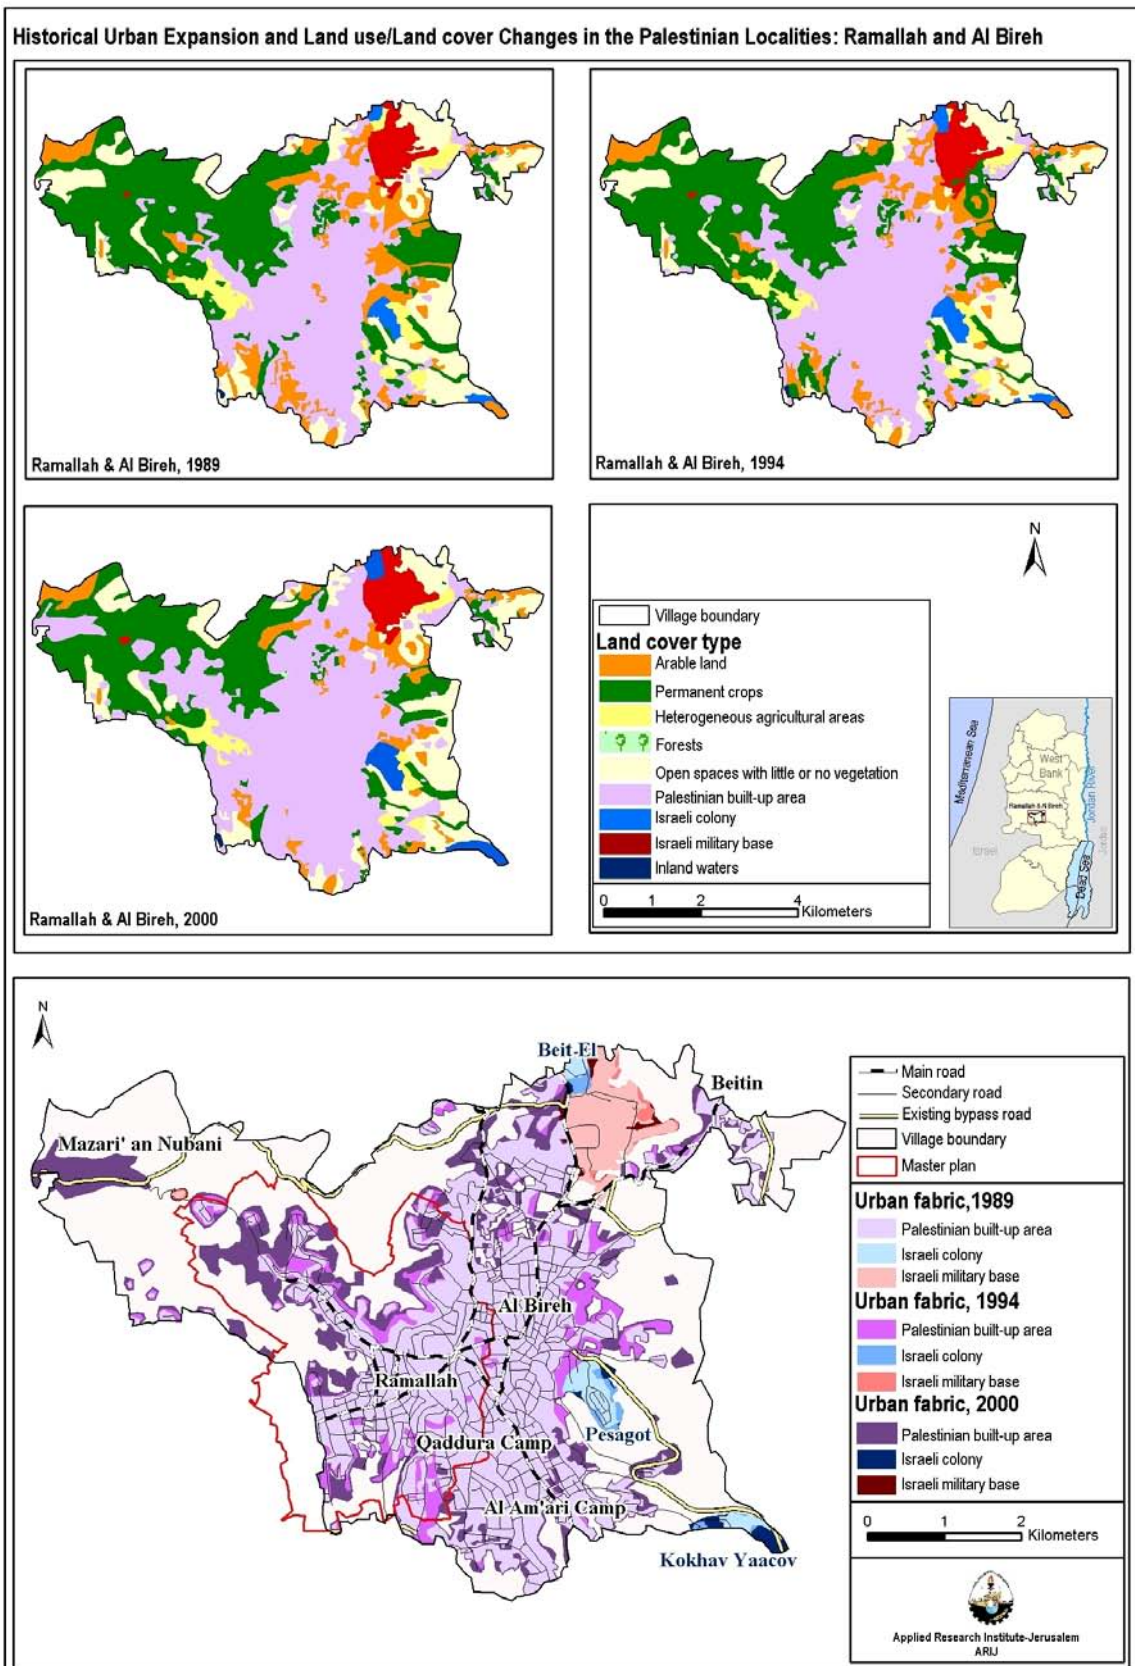 Historical Urban Expansion and Land use/Land cover Changes in the Palestinian Localities: Ramallah and Al Bireh
Ramallah & Al Bireh, 1989
Ramallah & Al Bireh, 1994
Ramallah & Al Bireh, 2000
N
Village boundary
Land cover type
Arable land
Permanent crops
Heterogeneous agricultural areas
Forests
Open spaces with little or no vegetation
Palestinian built-up area
Israeli colony
Israeli military base
Inland waters
0 1 2 4
Kilometers
Mediterranean Sea
West
Bank
Ramallah & Al Bireh
Israel
Jordan River
Dead Sea
N
Beit-El
Beitin
Mazari' an Nubani
Al Bireh
Ramallah
Pesagot
Qaddura Camp
Al Am'ari Camp
Kokhav Yaacov
Main road
Secondary road
Existing bypass road
Village boundary
Master plan
Urban fabric,1989
Palestinian built-up area
Israeli colony
Israeli military base
Urban fabric, 1994
Palestinian built-up area
Israeli colony
Israeli military base
Urban fabric, 2000
Palestinian built-up area
Israeli colony
Israeli military base
0 1 2
Kilometers
Applied Research Institute-Jerusalem
ARIJ